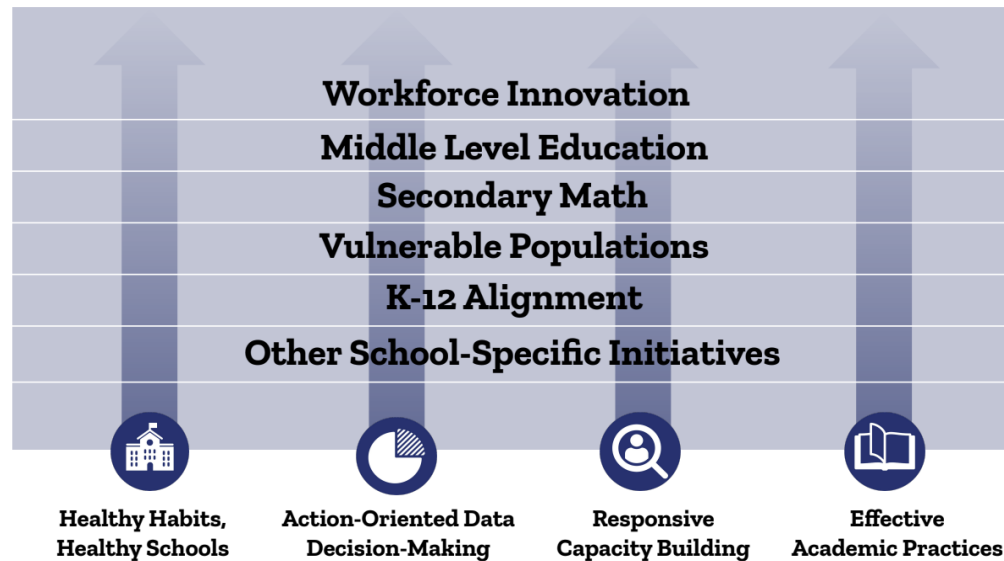 Workforce Innovation
Middle Level Education
Secondary Math
Vulnerable Populations
K-12 Alignment
Other School-Specific Initiatives
Healthy Habits,
Healthy Schools
Action-Oriented Data
Decision-Making
Responsive
Capacity Building
Effective
Academic Practices